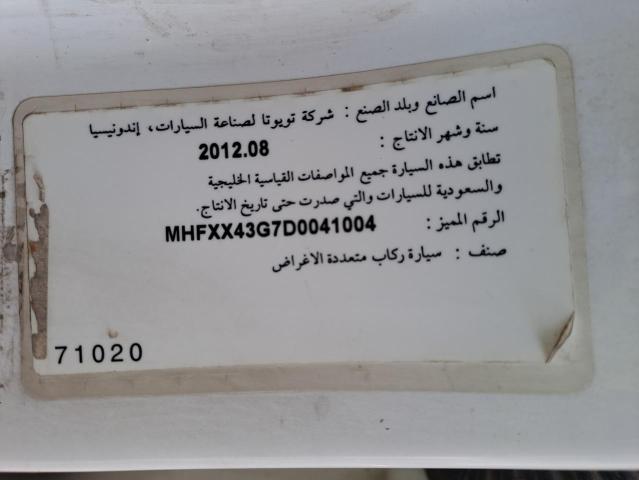 اسم الصانع وبلد الصنع : شركة تويوتا لصناعة السيارات، إندونيسيا
سنة وشهر الانتاج : 2012.08
تطابق هذه السيارة جميع المواصفات القياسية الخليجية
والسعودية للسيارات والتي صدرت حتى تاريخ الانتاج.
الرقم المميز : MHFXX43G7D0041004
صنف : سيارة ركاب متعددة الاغراض
71020